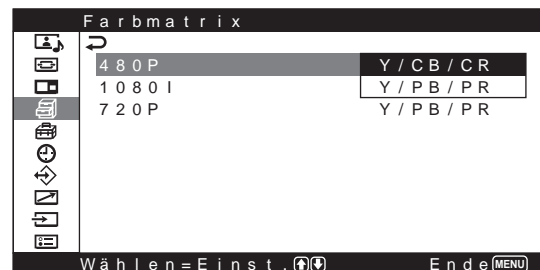 Farbmatrix
480P Y/CB/CR
1080I Y/PB/PR
720P Y/PB/PR
Wählen=Einst. Ende MENU